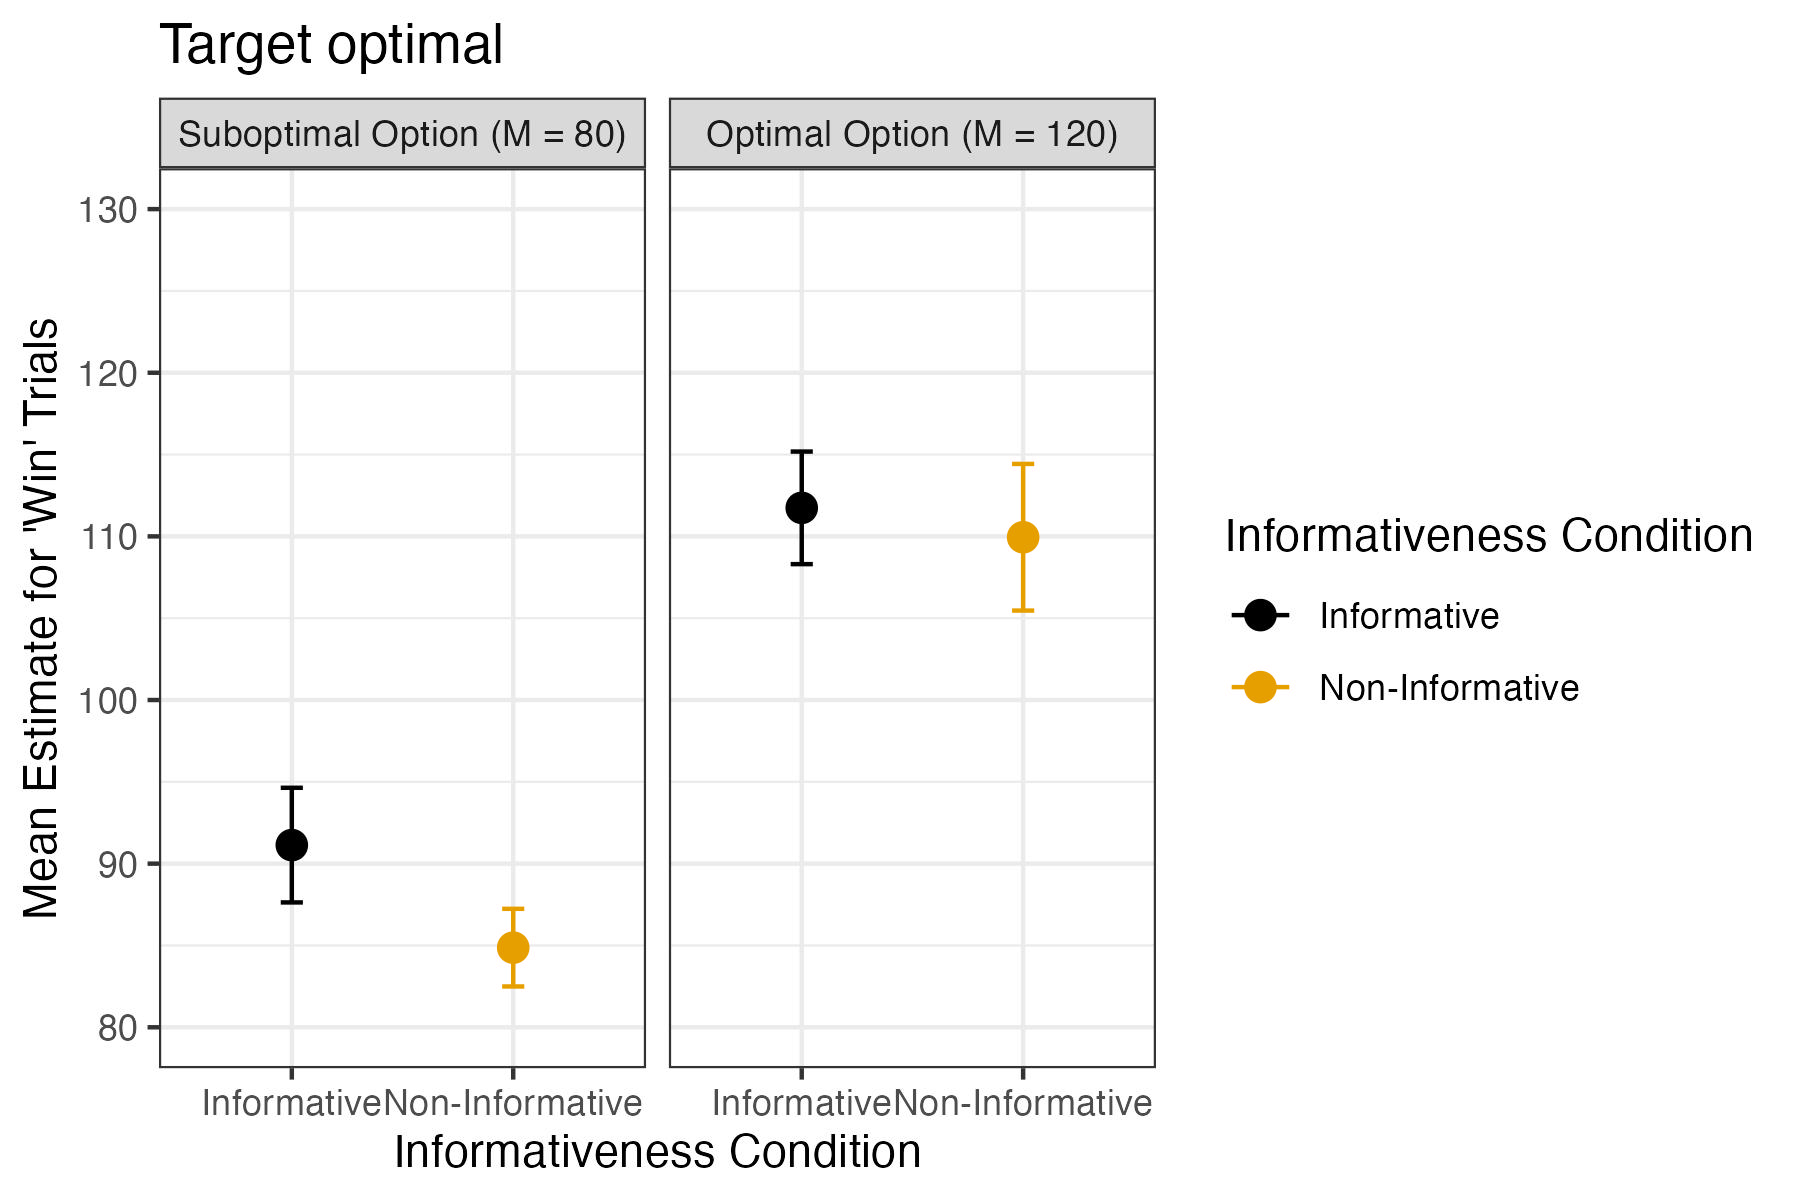 Target optimal
Suboptimal Option (M = 80)
Optimal Option (M = 120)
130
120
110
100
90
80
Mean Estimate for 'Win' Trials
Informative
Non-Informative
Informative
Non-Informative
Informativeness Condition
Informativeness Condition
Informative
Non-Informative